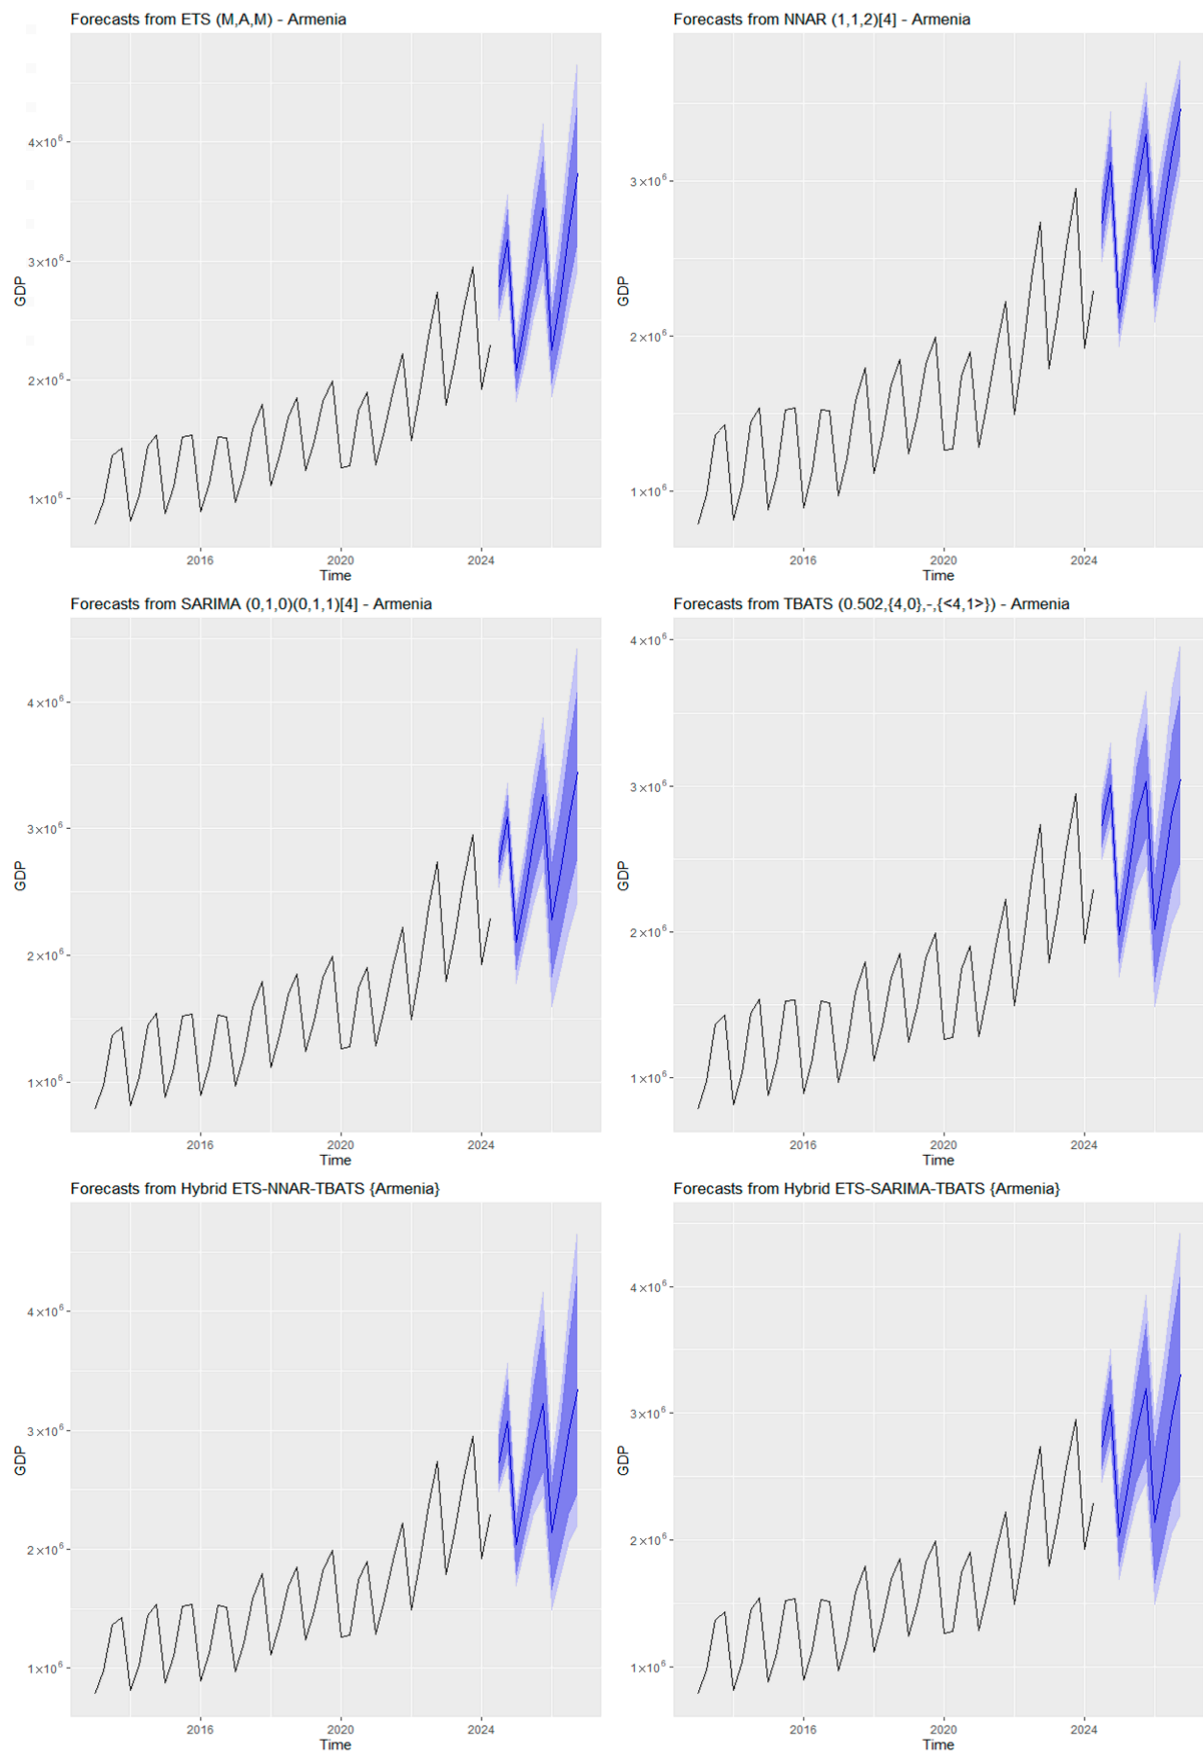 Forecasts from ETS (M,A,M) - Armenia
4×10⁶
3×10⁶
2×10⁶
1×10⁶
GDP
2016 2020 2024
Time
Forecasts from NNAR (1,1,2)[4] - Armenia
3×10⁶
2×10⁶
1×10⁶
GDP
2016 2020 2024
Time
Forecasts from SARIMA (0,1,0)(0,1,1)[4] - Armenia
4×10⁶
3×10⁶
2×10⁶
1×10⁶
GDP
2016 2020 2024
Time
Forecasts from TBATS (0.502,{4,0},-,{<4,1>}) - Armenia
4×10⁶
3×10⁶
2×10⁶
1×10⁶
GDP
2016 2020 2024
Time
Forecasts from Hybrid ETS-NNAR-TBATS {Armenia}
4×10⁶
3×10⁶
2×10⁶
1×10⁶
GDP
2016 2020 2024
Time
Forecasts from Hybrid ETS-SARIMA-TBATS {Armenia}
4×10⁶
3×10⁶
2×10⁶
1×10⁶
GDP
2016 2020 2024
Time